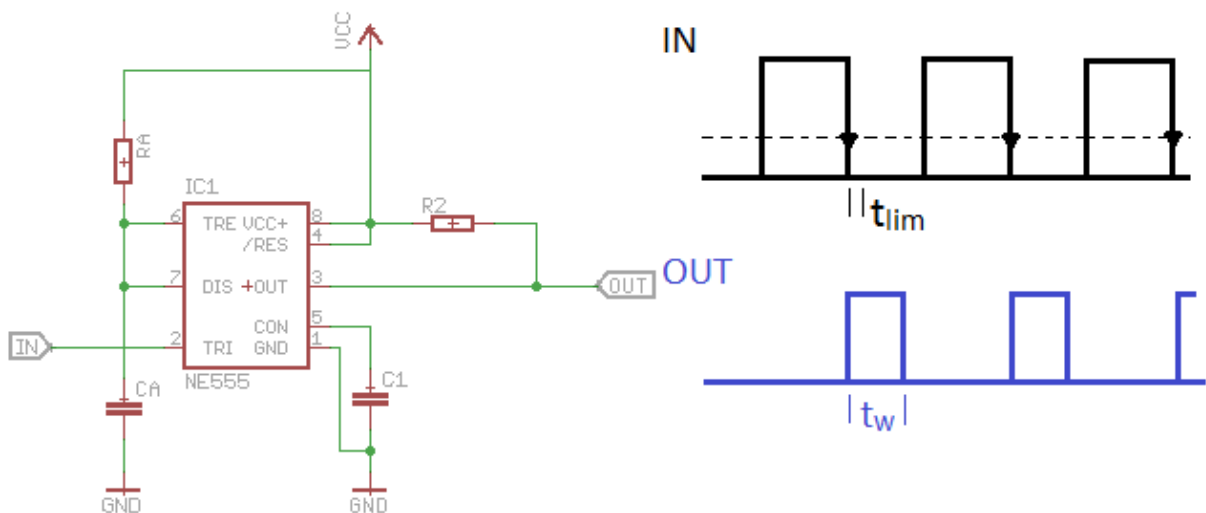 VCC
RA
IC1
6 TRE VCC+ 8
/RES 4
R2
7 DIS +OUT 3
OUT
CON 5
IN
2 TRI GND 1
NE555
CA
C1
GND
GND
IN
tlim
OUT
tw